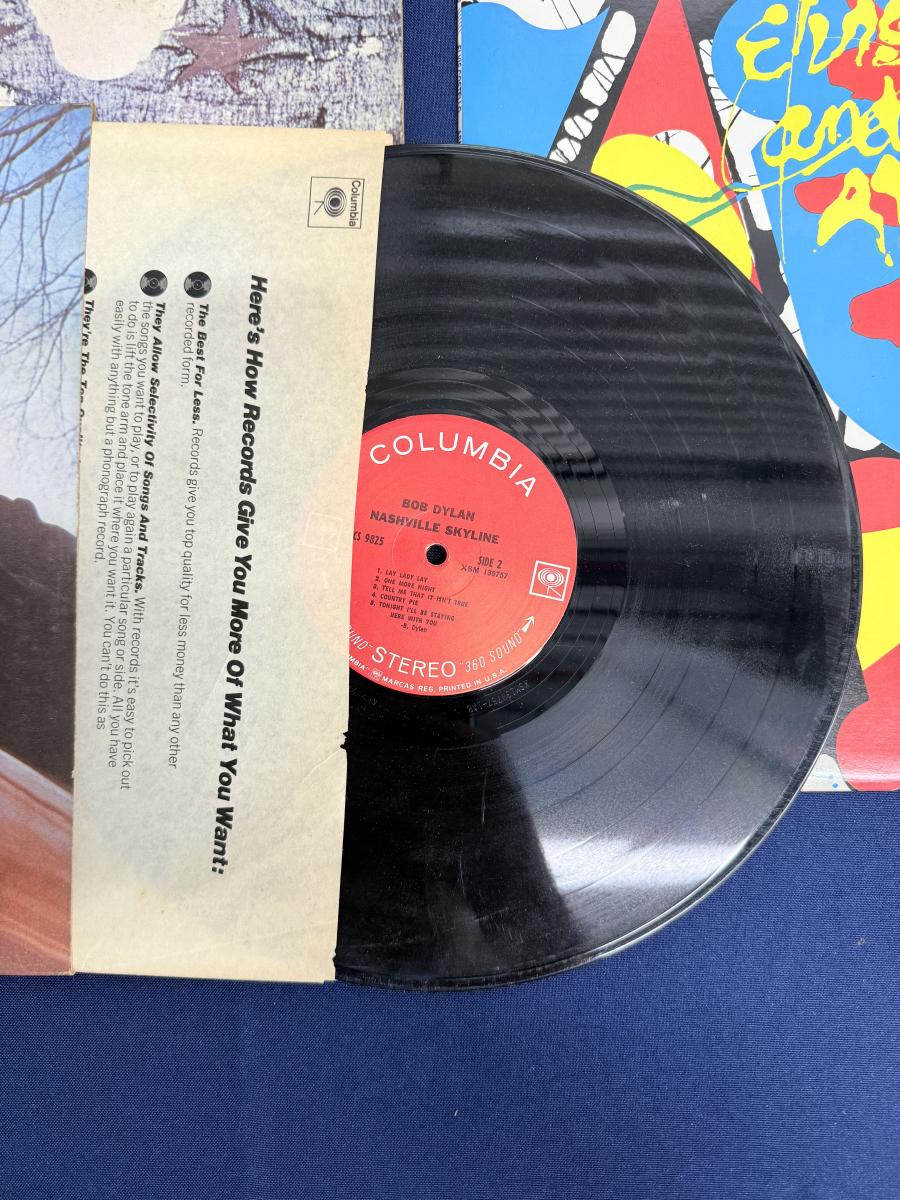 Elvis
and
Columbia
Here's How Records Give You More Of What You Want:
The Best For Less. Records give you top quality for less money than any other
recorded form.
They Allow Selectivity Of Songs And Tracks. With records it's easy to pick out
the songs you want to play, or to play again a particular song or side. All you have
to do is lift the tone arm and place it where you want it. You can't do this as
easily with anything but a phonograph record.
They're The Top
COLUMBIA
BOB DYLAN
NASHVILLE SKYLINE
CS 9825
SIDE 2
XSM 139757
1. LAY LADY LAY
2. ONE MORE NIGHT
3. TELL ME THAT IT ISN'T TRUE
4. COUNTRY PIE
5. TONIGHT I'LL BE STAYING
HERE WITH YOU
-B. Dylan
OUND" STEREO "360 SOUND"
MBIA" MARCAS REG. PRINTED IN U.S.A.